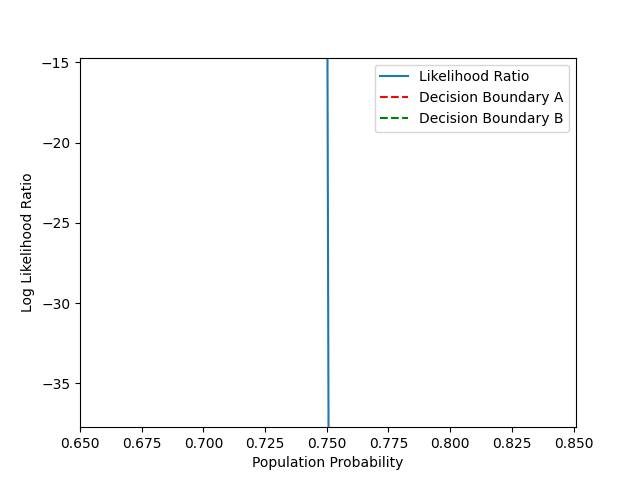 −15
−20
−25
−30
−35
Log Likelihood Ratio
Likelihood Ratio
Decision Boundary A
Decision Boundary B
0.650 0.675 0.700 0.725 0.750 0.775 0.800 0.825 0.850
Population Probability